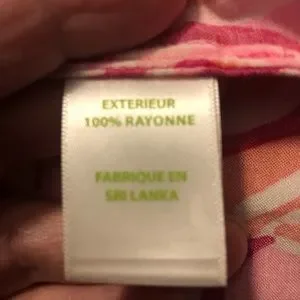 EXTERIEUR
100% RAYONNE
FABRIQUE EN
SRI LANKA